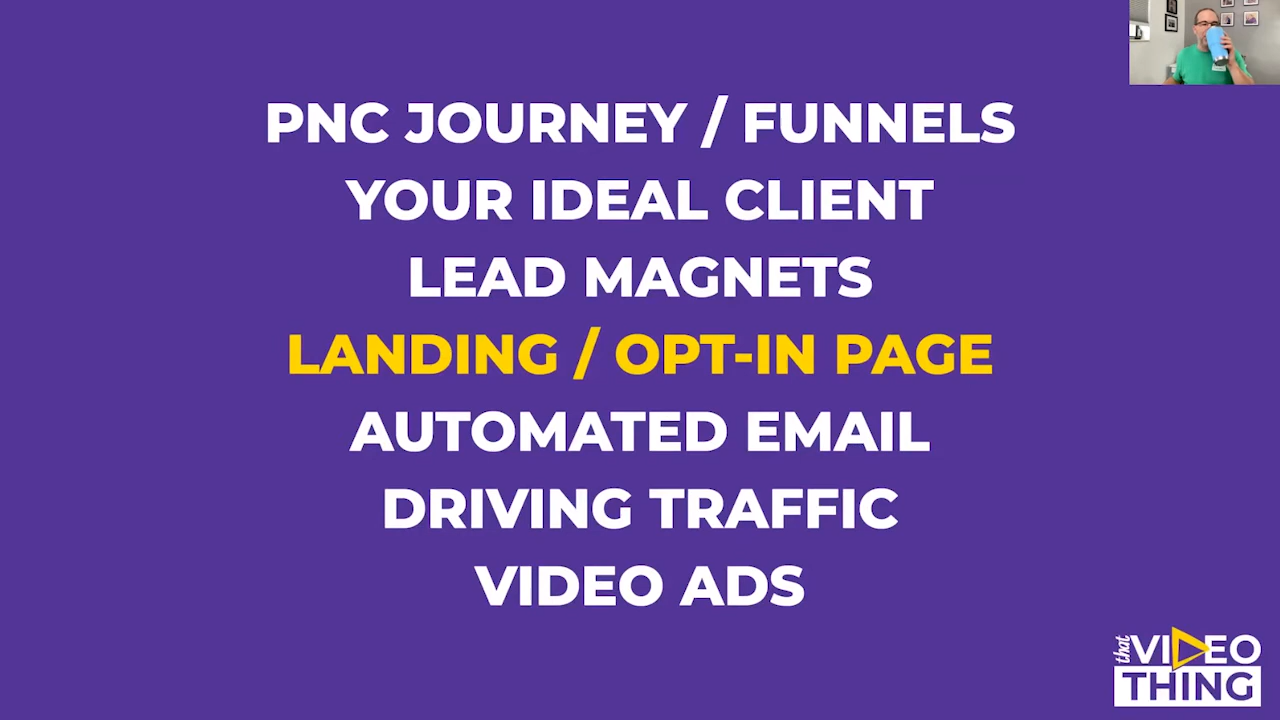 PNC JOURNEY / FUNNELS
YOUR IDEAL CLIENT
LEAD MAGNETS
LANDING / OPT-IN PAGE
AUTOMATED EMAIL
DRIVING TRAFFIC
VIDEO ADS
that VIDEO
THING